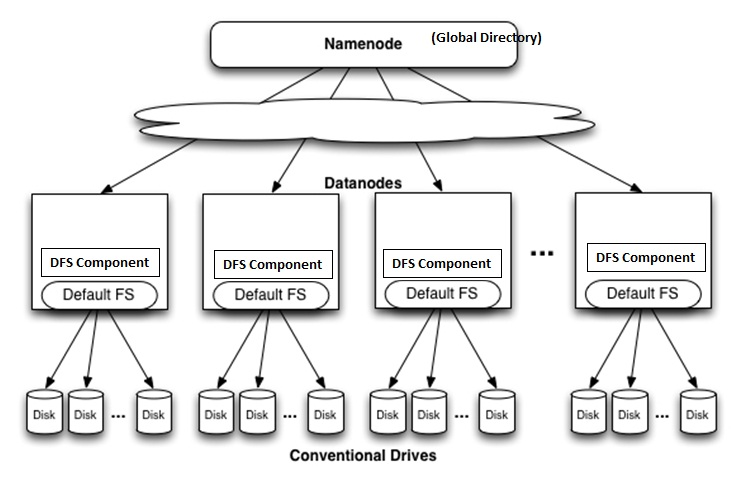 Namenode (Global Directory)
Datanodes
DFS Component DFS Component DFS Component DFS Component
Default FS Default FS Default FS Default FS
...
Disk Disk ... Disk Disk Disk ... Disk Disk Disk ... Disk Disk Disk ... Disk
Conventional Drives